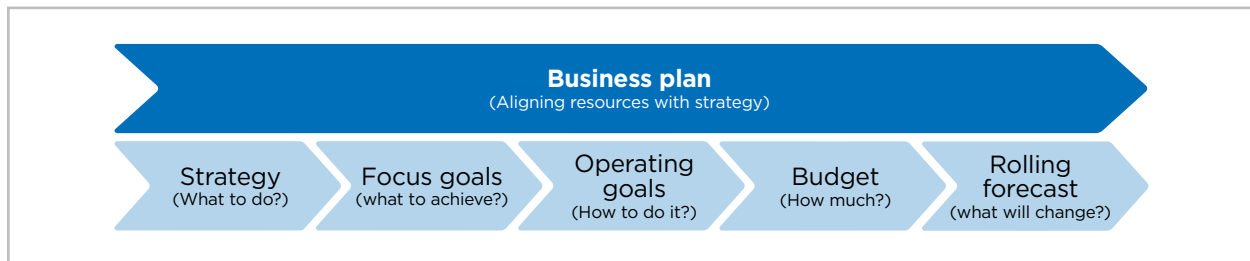 Business plan
(Aligning resources with strategy)
Strategy
(What to do?)
Focus goals
(what to achieve?)
Operating
goals
(How to do it?)
Budget
(How much?)
Rolling
forecast
(what will change?)